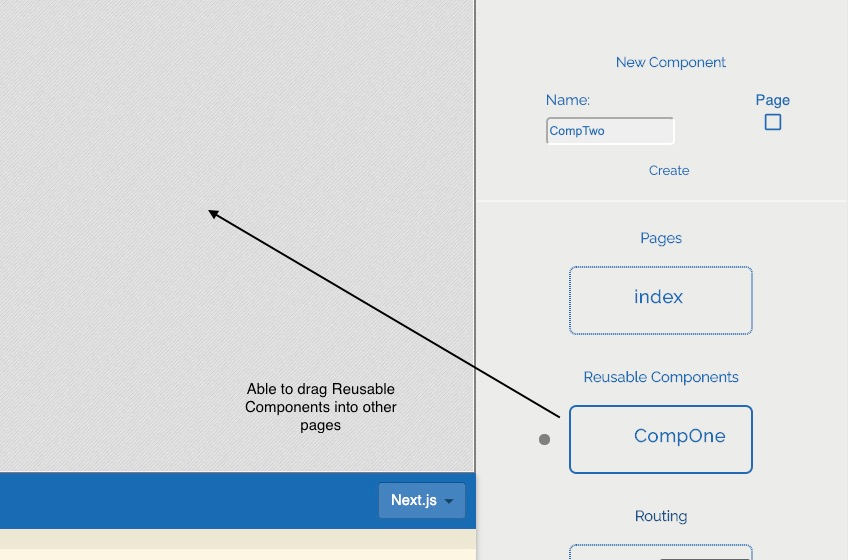 New Component
Name:
Page
CompTwo
Create
Pages
index
Reusable Components
CompOne
Able to drag Reusable
Components into other
pages
Next.js
Routing